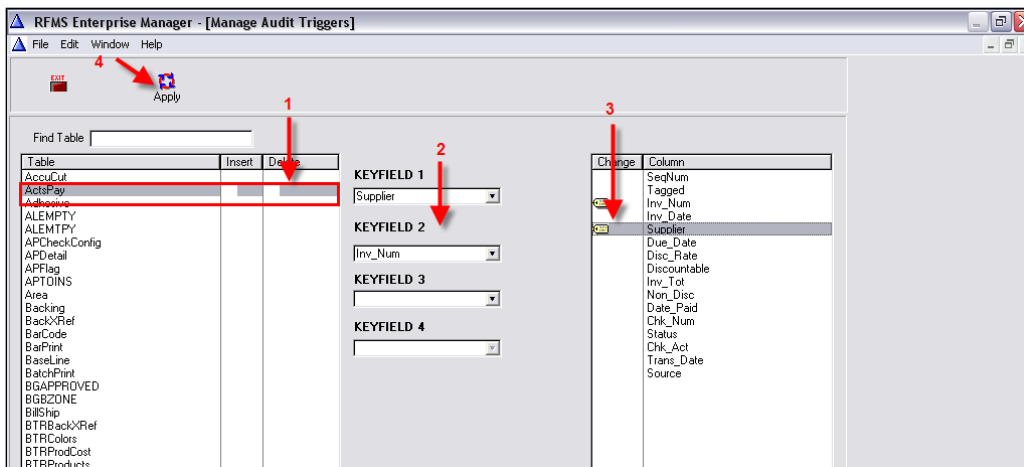 RFMS Enterprise Manager - [Manage Audit Triggers]
File Edit Window Help
4
EXIT
Apply
1
2
3
Find Table
Table Insert Delete
AccuCut
ActsPay
Adhesive
ALEMPTY
ALEMTPY
APCheckConfig
APDetail
APFlag
APTOINS
Area
Backing
BackXRef
BarCode
BarPrint
BaseLine
BatchPrint
BGAPPROVED
BGBZONE
BillShip
BTRBackXRef
BTRColors
BTRProdCost
BTRProducts
KEYFIELD 1
Supplier
KEYFIELD 2
Inv_Num
KEYFIELD 3
KEYFIELD 4
Change Column
SeqNum
Tagged
Inv_Num
Inv_Date
Supplier
Due_Date
Disc_Rate
Discountable
Inv_Tot
Non_Disc
Date_Paid
Chk_Num
Status
Chk_Act
Trans_Date
Source